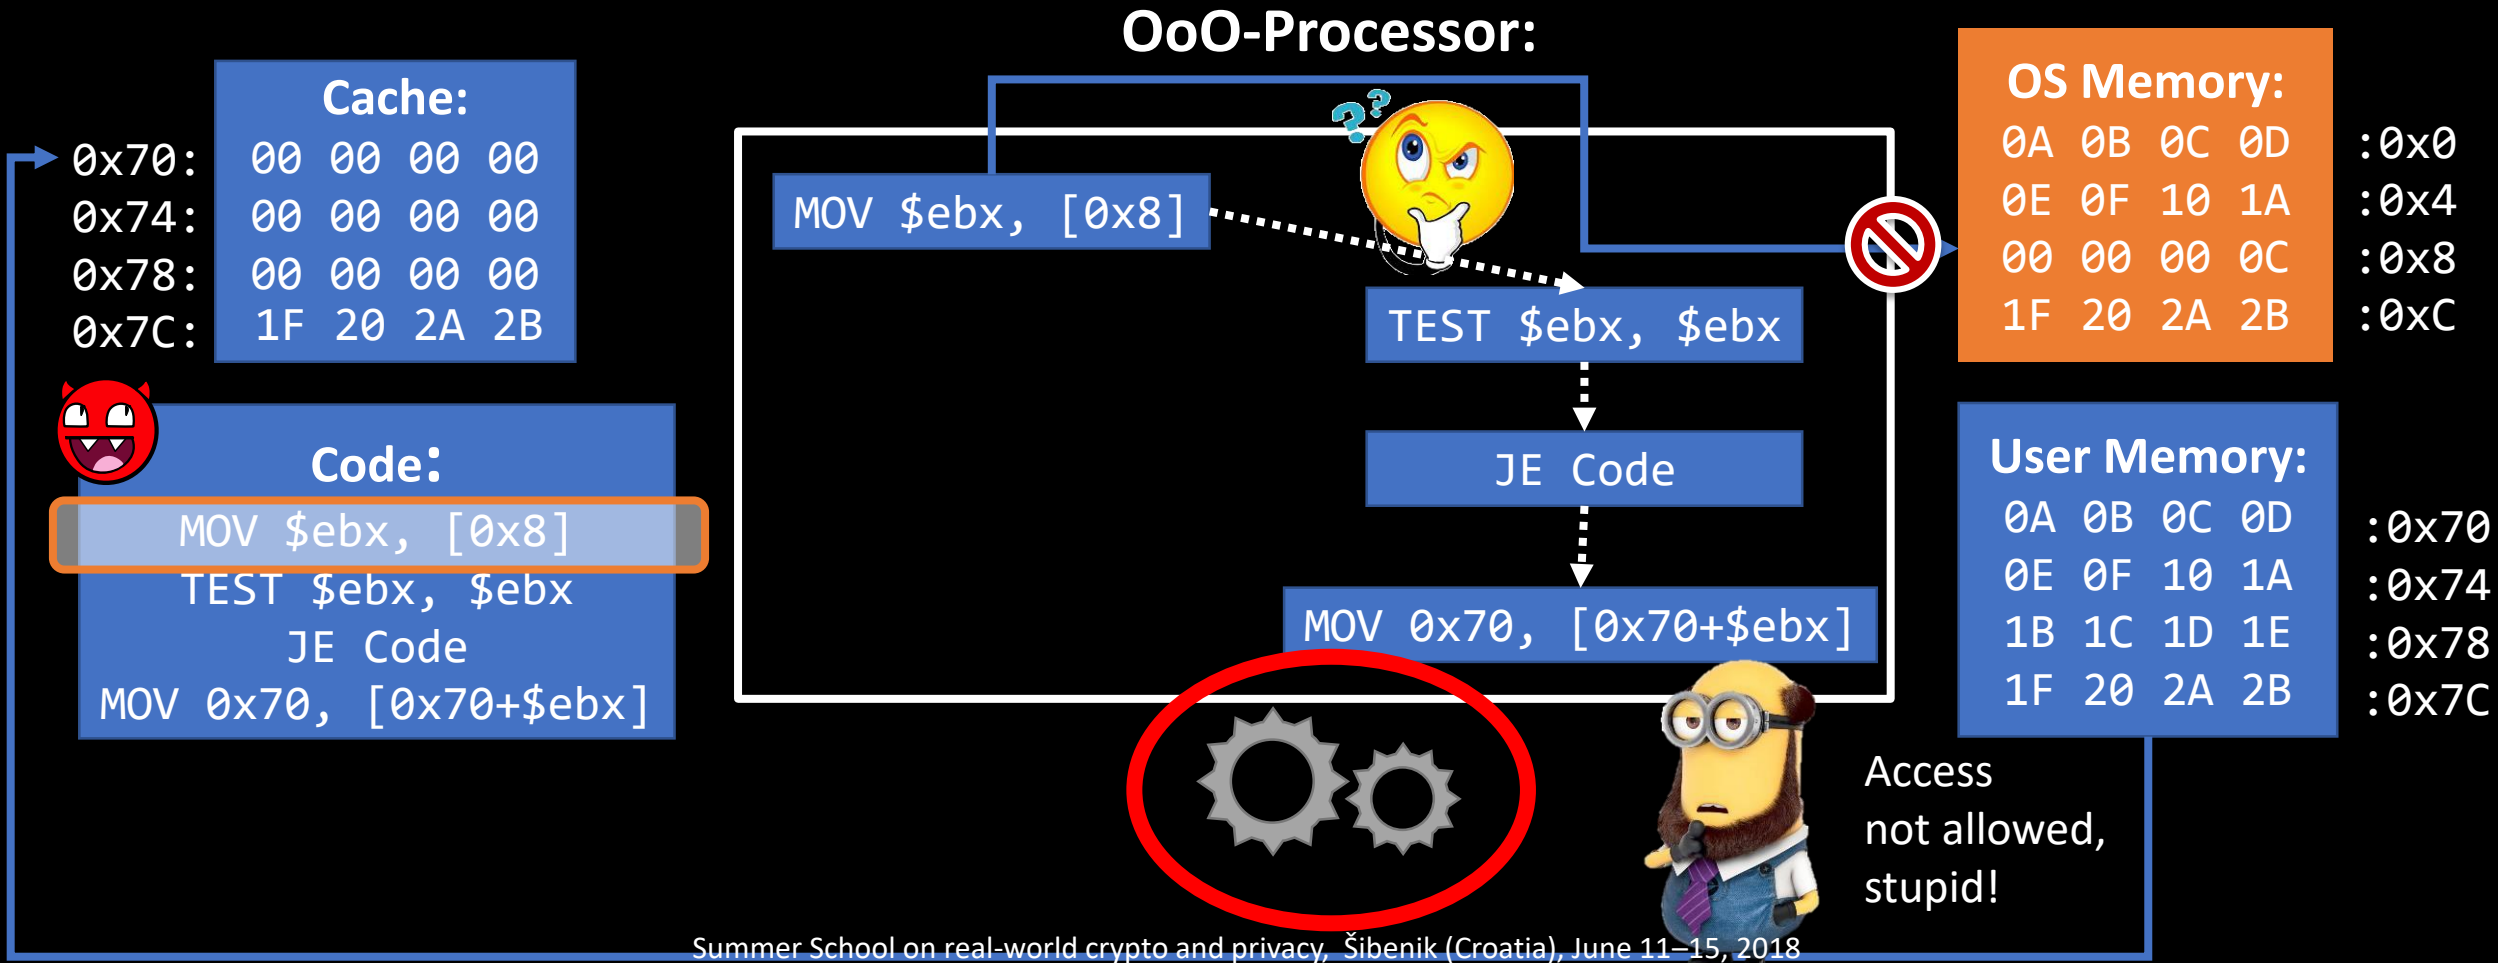 OoO-Processor:
Cache:
0x70: 00 00 00 00
0x74: 00 00 00 00
0x78: 00 00 00 00
0x7C: 1F 20 2A 2B
Code:
MOV $ebx, [0x8]
TEST $ebx, $ebx
JE Code
MOV 0x70, [0x70+$ebx]
??
MOV $ebx, [0x8]
TEST $ebx, $ebx
JE Code
MOV 0x70, [0x70+$ebx]
OS Memory:
0A 0B 0C 0D :0x0
0E 0F 10 1A :0x4
00 00 00 0C :0x8
1F 20 2A 2B :0xC
User Memory:
0A 0B 0C 0D :0x70
0E 0F 10 1A :0x74
1B 1C 1D 1E :0x78
1F 20 2A 2B :0x7C
Access
not allowed,
stupid!
Summer School on real-world crypto and privacy, Šibenik (Croatia), June 11–15, 2018